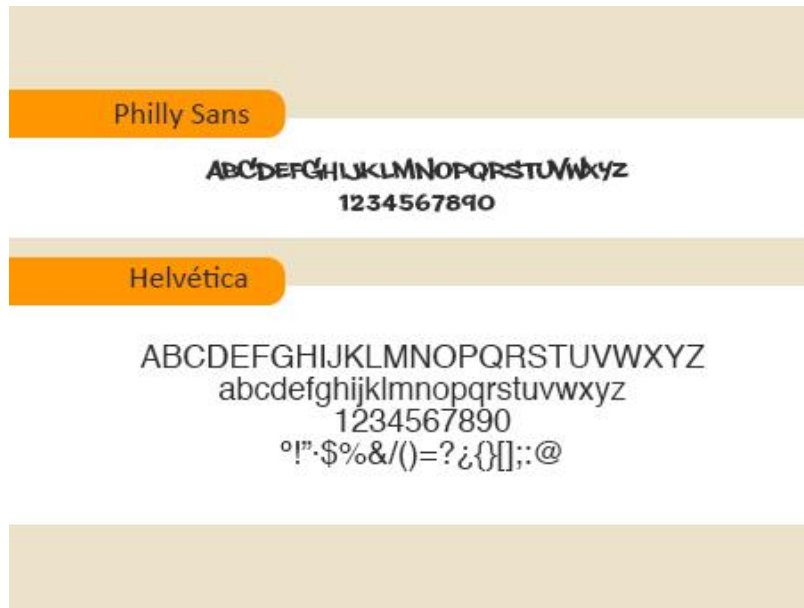 Philly Sans
ABCDEFGHIJKLMNOPQRSTUVWXYZ
1234567890
Helvética
ABCDEFGHIJKLMNOPQRSTUVWXYZ
abcdefghijklmnopqrstuvwxyz
1234567890
º!”·$%&/()=?¿{}[];:@